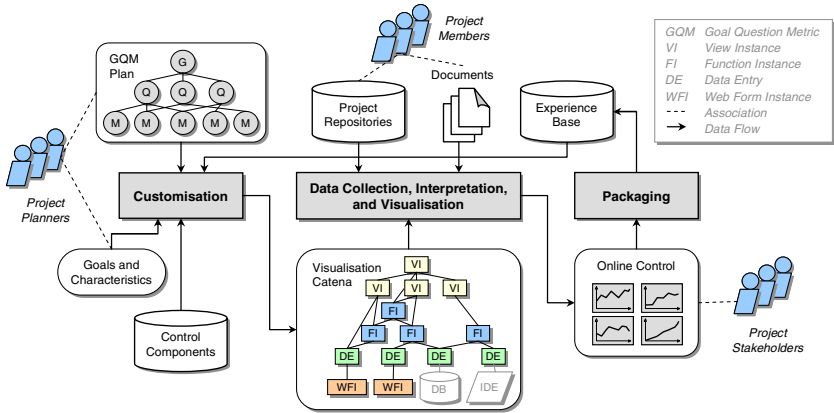 Project
Members
GQM Goal Question Metric
VI View Instance
FI Function Instance
DE Data Entry
WFI Web Form Instance
Association
Data Flow
GQM
Plan
G
Q Q Q
M M M M M
Documents
Project
Repositories
Experience
Base
Project
Planners
Customisation
Data Collection, Interpretation,
and Visualisation
Packaging
Goals and
Characteristics
Control
Components
Visualisation
Catena
VI
VI VI VI
FI
FI FI FI
DE DE DE DE
WFI WFI DB IDE
Online Control
Project
Stakeholders